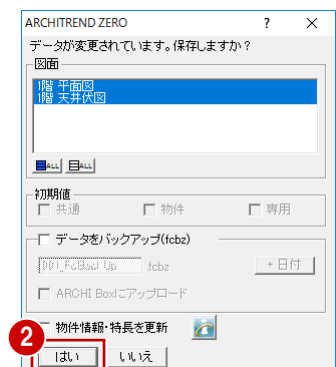 ARCHITREND ZERO ? ×
データが変更されています。保存しますか？
図面
1階 平面図
1階 天井伏図
ALL ALL
初期値
共通 物件 専用
データをバックアップ(fcbz)
.fcbz +日付
ARCHI Boxにアップロード
物件情報・特長を更新
2
はい いいえ